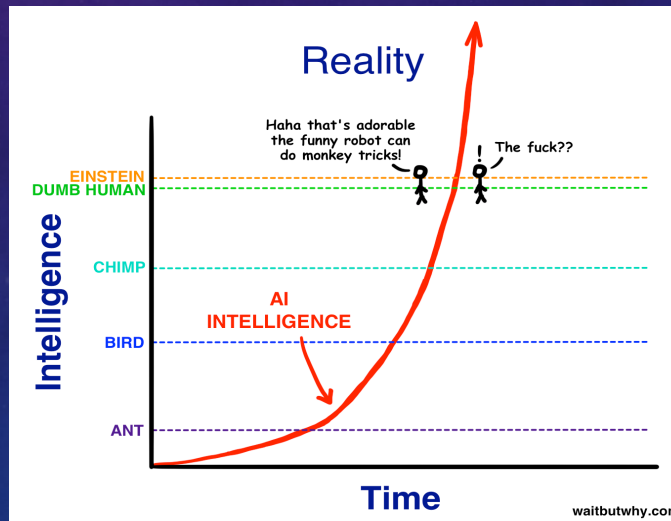 Reality
Haha that's adorable
the funny robot can
do monkey tricks!
!
The fuck??
EINSTEIN
DUMB HUMAN
CHIMP
AI
INTELLIGENCE
BIRD
ANT
Intelligence
Time
waitbutwhy.com